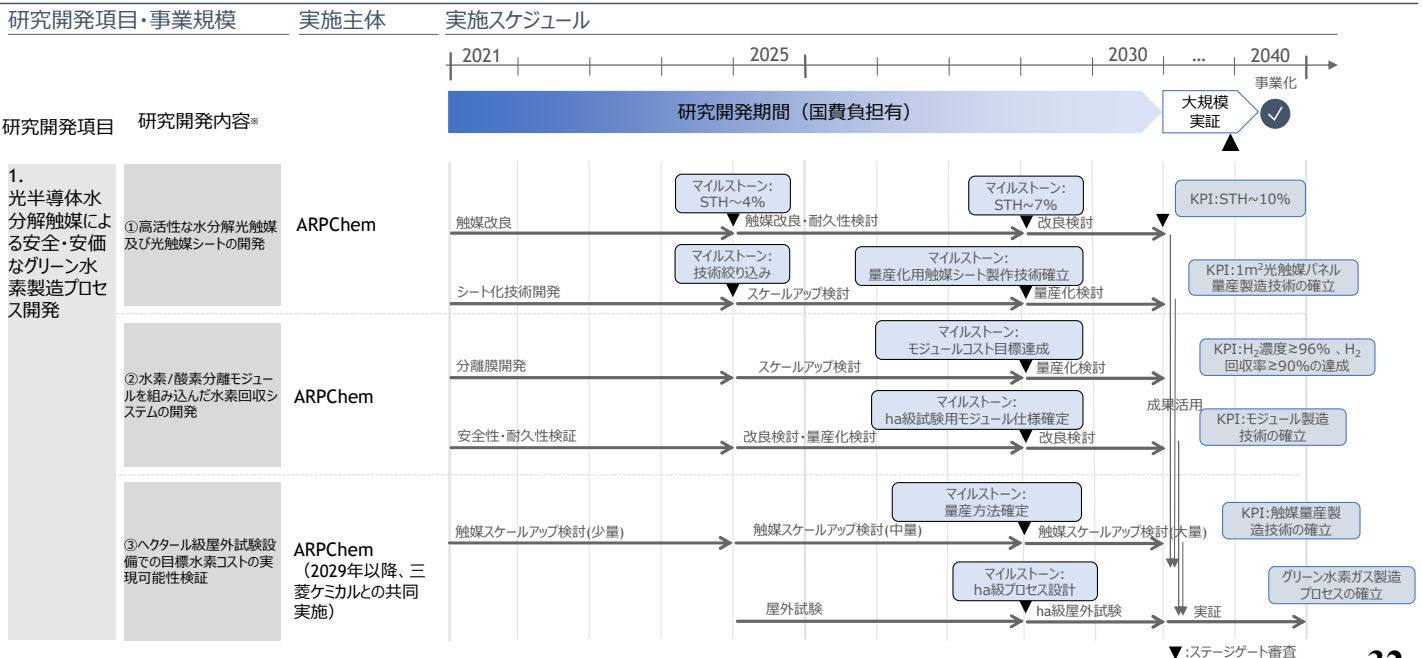 研究開発項目・事業規模
実施主体
実施スケジュール
2021
2025
2030
...
2040
事業化
研究開発項目
研究開発内容※
研究開発期間（国費負担有）
大規模
実証
1.
光半導体水
分解触媒によ
る安全・安価
なグリーン水
素製造プロセ
ス開発
①高活性な水分解光触媒
及び光触媒シートの開発
ARPChem
マイルストーン:
STH～4%
マイルストーン:
STH~7%
KPI:STH~10%
触媒改良
触媒改良・耐久性検討
改良検討
マイルストーン:
技術絞り込み
マイルストーン:
量産化用触媒シート製作技術確立
KPI:1m²光触媒パネル
量産製造技術の確立
シート化技術開発
スケールアップ検討
量産化検討
②水素/酸素分離モジュー
ルを組み込んだ水素回収シ
ステムの開発
ARPChem
マイルストーン:
モジュールコスト目標達成
KPI:H₂濃度≥96% 、H₂
回収率≥90%の達成
分離膜開発
スケールアップ検討
量産化検討
成果活用
マイルストーン:
ha級試験用モジュール仕様確定
KPI:モジュール製造
技術の確立
安全性・耐久性検証
改良検討・量産化検討
改良検討
③ヘクタール級屋外試験設
備での目標水素コストの実
現可能性検証
ARPChem
（2029年以降、三
菱ケミカルとの共同
実施）
マイルストーン:
量産方法確定
KPI:触媒量産製
造技術の確立
触媒スケールアップ検討(少量)
触媒スケールアップ検討(中量)
触媒スケールアップ検討(大量)
マイルストーン:
ha級プロセス設計
グリーン水素ガス製造
プロセスの確立
屋外試験
ha級屋外試験
実証
▼:ステージゲート審査